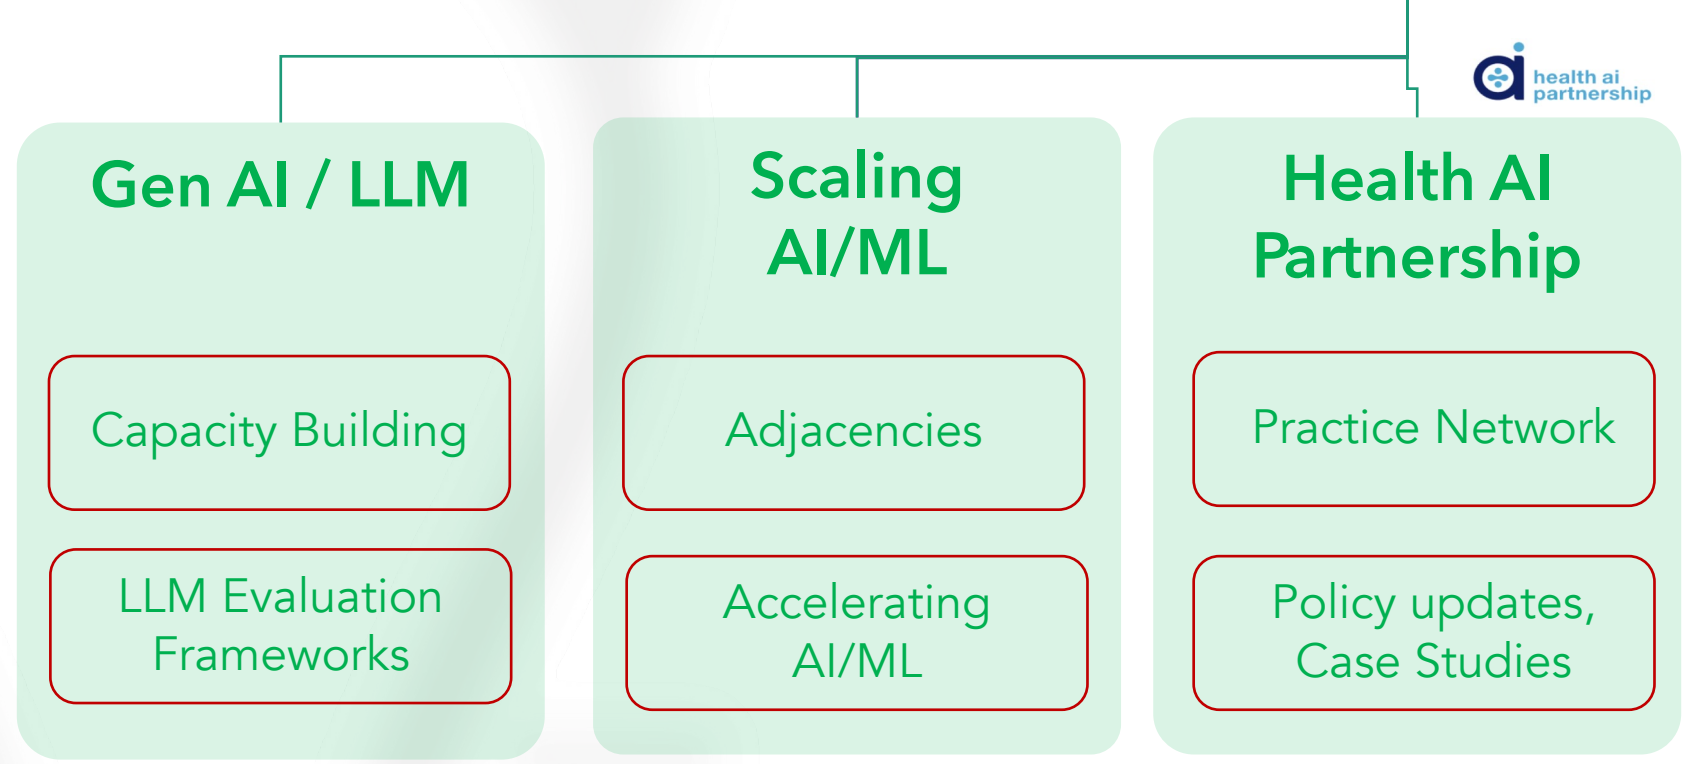 health ai
partnership
Gen AI / LLM
Capacity Building
LLM Evaluation
Frameworks
Scaling
AI/ML
Adjacencies
Accelerating
AI/ML
Health AI
Partnership
Practice Network
Policy updates,
Case Studies